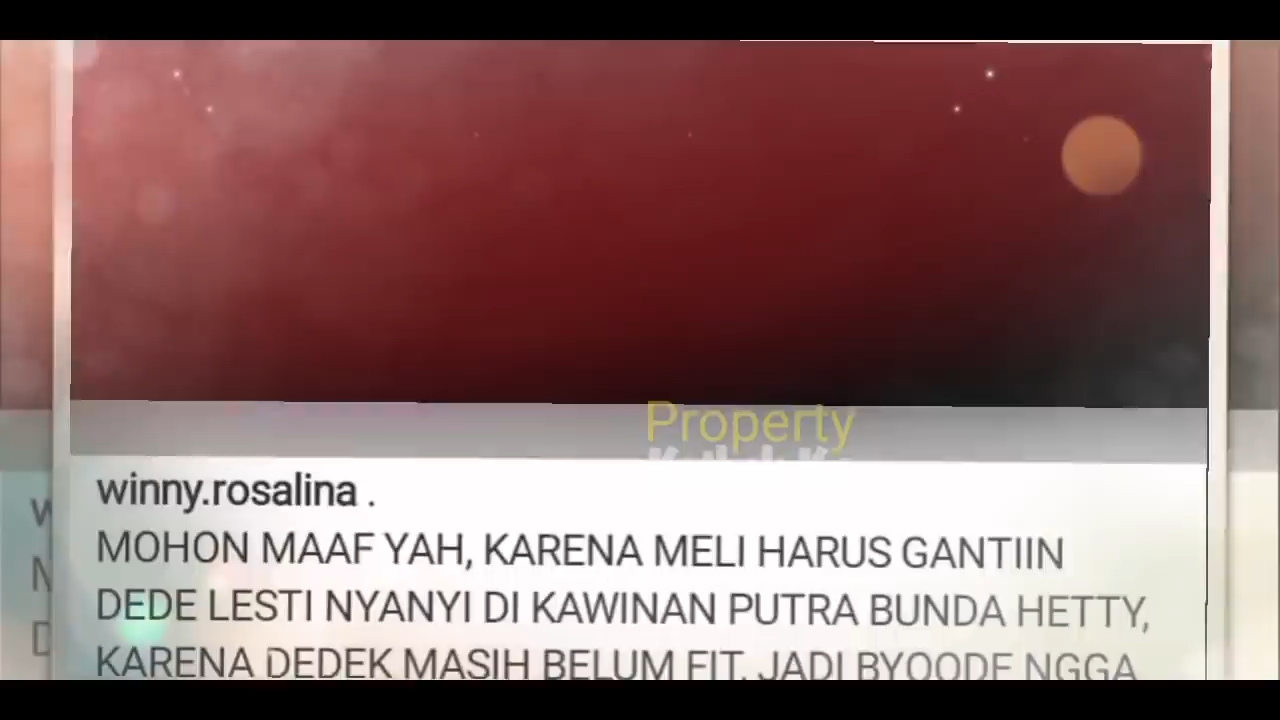 Property
winny.rosalina .
MOHON MAAF YAH, KARENA MELI HARUS GANTIIN
DEDE LESTI NYANYI DI KAWINAN PUTRA BUNDA HETTY,
KARENA DEDEK MASIH BELUM FIT, JADI BYOODE NGGA